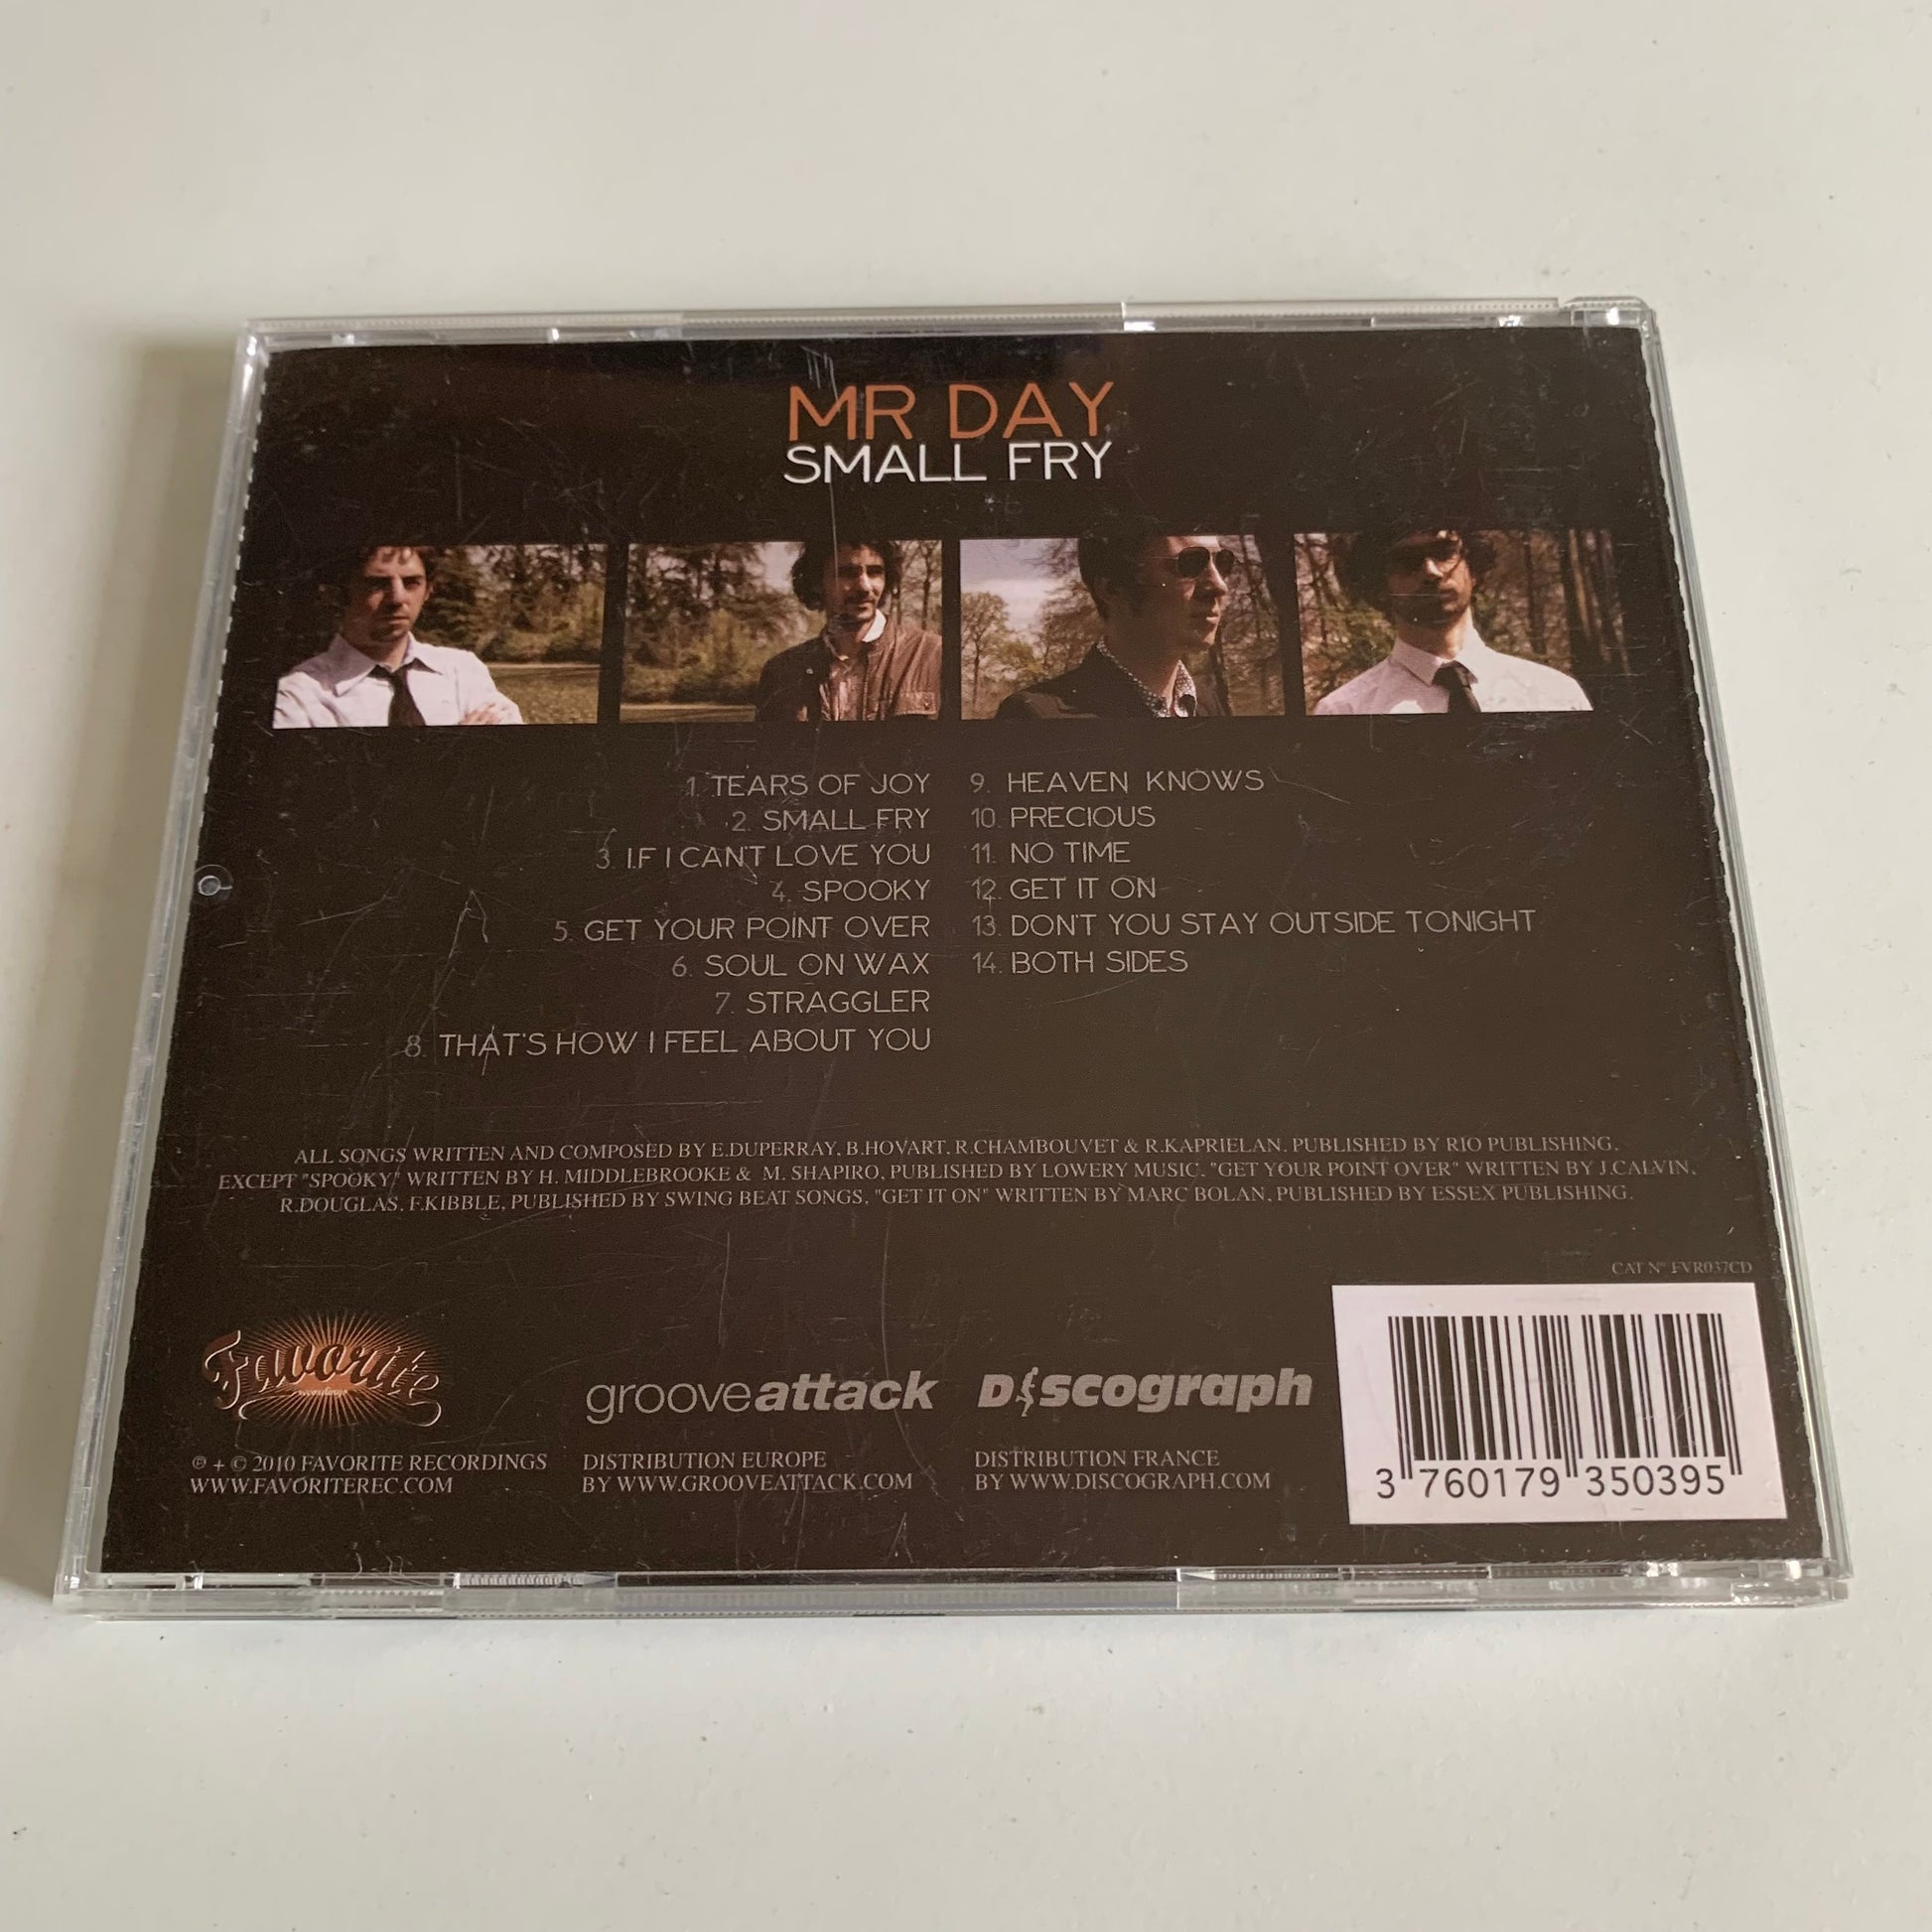 MR DAY
SMALL FRY
1. TEARS OF JOY
2. SMALL FRY
3. IF I CAN'T LOVE YOU
4. SPOOKY
5. GET YOUR POINT OVER
6. SOUL ON WAX
7. STRAGGLER
8. THAT'S HOW I FEEL ABOUT YOU
9. HEAVEN KNOWS
10. PRECIOUS
11. NO TIME
12. GET IT ON
13. DON'T YOU STAY OUTSIDE TONIGHT
14. BOTH SIDES
ALL SONGS WRITTEN AND COMPOSED BY E.DUPERRAY, B.HOVART, R.CHAMBOUVET & R.KAPRIELAN. PUBLISHED BY RIO PUBLISHING.
EXCEPT "SPOOKY" WRITTEN BY H. MIDDLEBROOKE & M. SHAPIRO, PUBLISHED BY LOWERY MUSIC. "GET YOUR POINT OVER" WRITTEN BY J.CALVIN,
R.DOUGLAS, F.KIBBLE, PUBLISHED BY SWING BEAT SONGS, "GET IT ON" WRITTEN BY MARC BOLAN, PUBLISHED BY ESSEX PUBLISHING.
CAT N° FVR037CD
Favorite
recordings
℗ + © 2010 FAVORITE RECORDINGS
WWW.FAVORITEREC.COM
grooveattack
DISTRIBUTION EUROPE
BY WWW.GROOVEATTACK.COM
Discograph
DISTRIBUTION FRANCE
BY WWW.DISCOGRAPH.COM
3 760179 350395